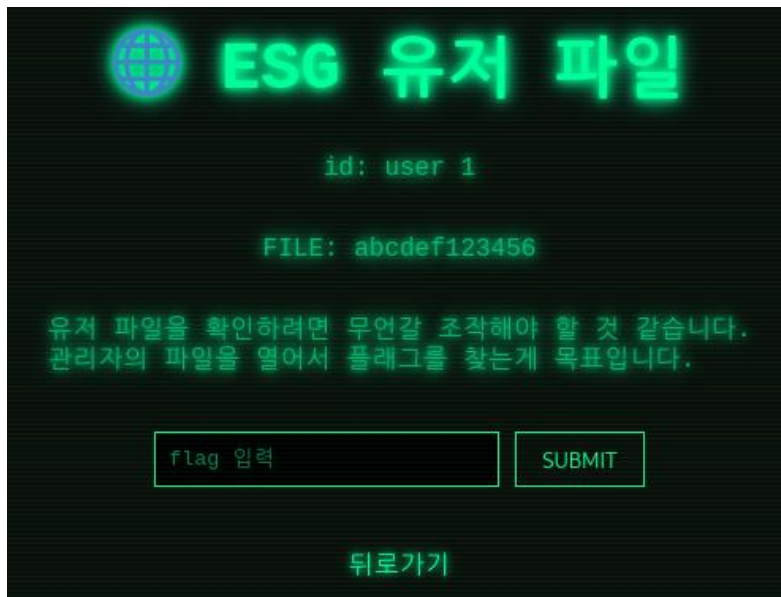 ESG 유저 파일
id: user 1
FILE: abcdef123456
유저 파일을 확인하려면 무언갈 조작해야 할 것 같습니다.
관리자의 파일을 열어서 플래그를 찾는게 목표입니다.
flag 입력
SUBMIT
뒤로가기